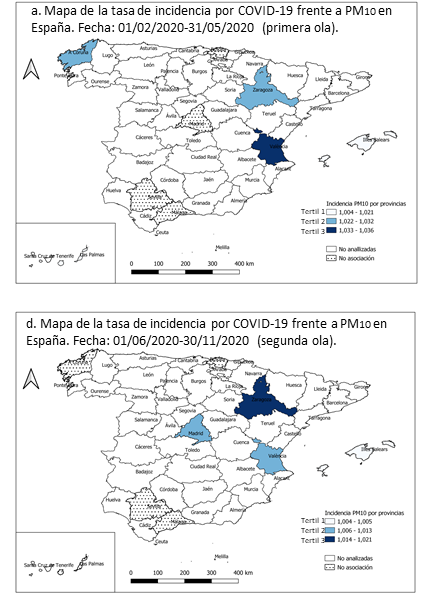 a. Mapa de la tasa de incidencia por COVID-19 frente a PM10 en
España. Fecha: 01/02/2020-31/05/2020 (primera ola).
A Coruña
Lugo
Asturias
Cantabria
Navarra
Pontevedra
Ourense
León
Palencia
Burgos
La Rioja
Huesca
Lleida
Girona
Barcelona
Zamora
Valladolid
Soria
Zaragoza
Tarragona
Salamanca
Segovia
Ávila
Guadalajara
Teruel
Castello
Madrid
Cuenca
Cáceres
Toledo
Valencia
Illes Balears
Badajoz
Ciudad Real
Albacete
Alacant
Huelva
Córdoba
Jaén
Murcia
Sevilla
Granada
Almería
Cádiz
Málaga
Ceuta
Melilla
Santa Cruz de Tenerife
Las Palmas
Incidencia PM10 por provincias
Tertil 1 1,004 - 1,021
Tertil 2 1,022 - 1,032
Tertil 3 1,033 - 1,036
No analizadas
No asociación
0 100 200 300 400 km
d. Mapa de la tasa de incidencia por COVID-19 frente a PM10 en
España. Fecha: 01/06/2020-30/11/2020 (segunda ola).
Lugo
Asturias
Cantabria
Navarra
Pontevedra
Ourense
León
Palencia
Burgos
La Rioja
Huesca
Lleida
Girona
Barcelona
Zamora
Valladolid
Soria
Zaragoza
Tarragona
Salamanca
Segovia
Ávila
Guadalajara
Teruel
Castello
Madrid
Cuenca
Cáceres
Toledo
Valencia
Illes Balears
Badajoz
Ciudad Real
Albacete
Alacant
Huelva
Córdoba
Jaén
Murcia
Sevilla
Granada
Almería
Cádiz
Málaga
Ceuta
Melilla
Santa Cruz de Tenerife
Las Palmas
Incidencia PM10 por provincias
Tertil 1 1,004 - 1,005
Tertil 2 1,006 - 1,013
Tertil 3 1,014 - 1,021
No analizadas
No asociación
0 100 200 300 400 km